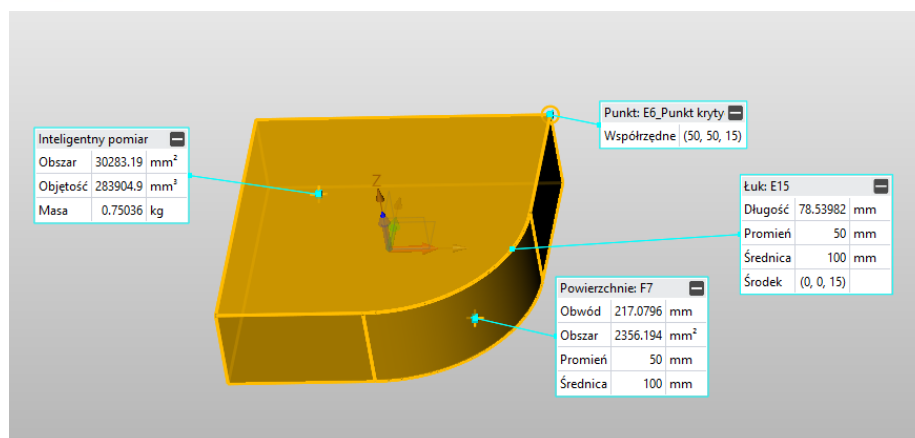 Punkt: E6_Punkt kryty
Współrzędne (50, 50, 15)
Inteligentny pomiar
Obszar 30283.19 mm²
Objętość 283904.9 mm³
Masa 0.75036 kg
Z
Łuk: E15
Długość 78.53982 mm
Promień 50 mm
Średnica 100 mm
Środek (0, 0, 15)
Powierzchnie: F7
Obwód 217.0796 mm
Obszar 2356.194 mm²
Promień 50 mm
Średnica 100 mm